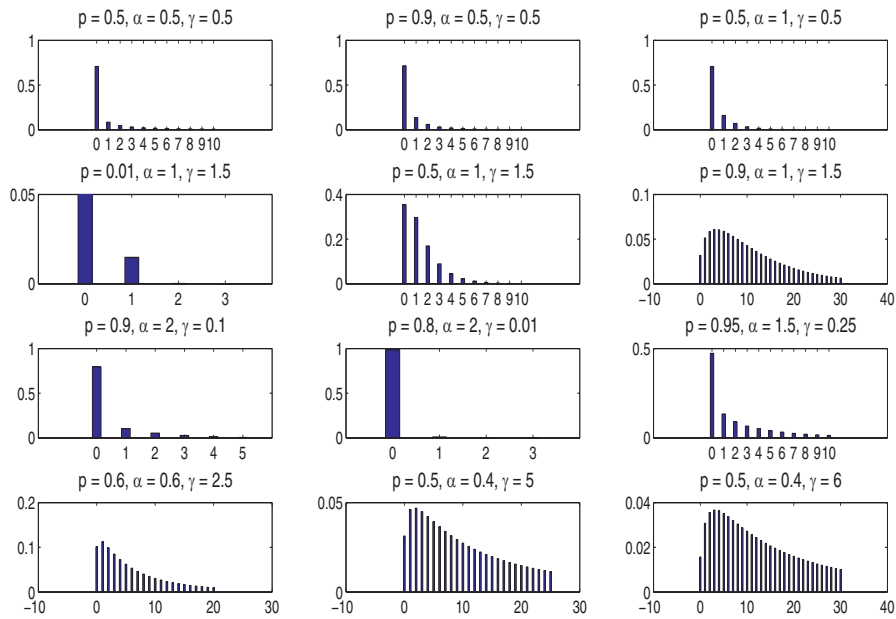 p = 0.5, α = 0.5, γ = 0.5
1
0.5
0
0 1 2 3 4 5 6 7 8 9 10
p = 0.9, α = 0.5, γ = 0.5
1
0.5
0
0 1 2 3 4 5 6 7 8 9 10
p = 0.5, α = 1, γ = 0.5
1
0.5
0
0 1 2 3 4 5 6 7 8 9 10
p = 0.01, α = 1, γ = 1.5
0.05
0
0 1 2 3
p = 0.5, α = 1, γ = 1.5
0.4
0.2
0
0 1 2 3 4 5 6 7 8 9 10
p = 0.9, α = 1, γ = 1.5
0.1
0.05
0
−10 0 10 20 30 40
p = 0.9, α = 2, γ = 0.1
1
0.5
0
0 1 2 3 4 5
p = 0.8, α = 2, γ = 0.01
1
0.5
0
0 1 2 3
p = 0.95, α = 1.5, γ = 0.25
1
0.5
0
0 1 2 3 4 5 6 7 8 9 10
p = 0.6, α = 0.6, γ = 2.5
0.2
0.1
0
−10 0 10 20 30
p = 0.5, α = 0.4, γ = 5
0.05
0
−10 0 10 20 30
p = 0.5, α = 0.4, γ = 6
0.04
0.02
0
−10 0 10 20 30 40